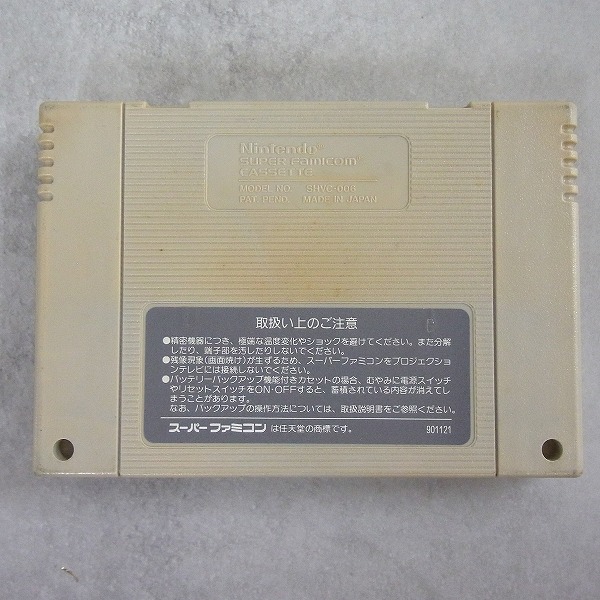 Nintendo
SUPER FAMICOM
CASSETTE
MODEL NO. SHVC-006
PAT. PEND. MADE IN JAPAN
取扱い上のご注意
●精密機器につき、極端な温度変化やショックを避けてください。また分解
したり、端子部を汚したりしないでください。
●残像現象(画面焼け)が生ずるため、スーパーファミコンをプロジェクショ
ンテレビには接続しないでください。
●バッテリーバックアップ機能付きカセットの場合、むやみに電源スイッチ
やリセットスイッチをON・OFFすると、蓄積されている内容が消えてし
まうことがあります。
なお、バックアップの操作方法については、取扱説明書をご参照ください。
スーパーファミコン は任天堂の商標です。 901121